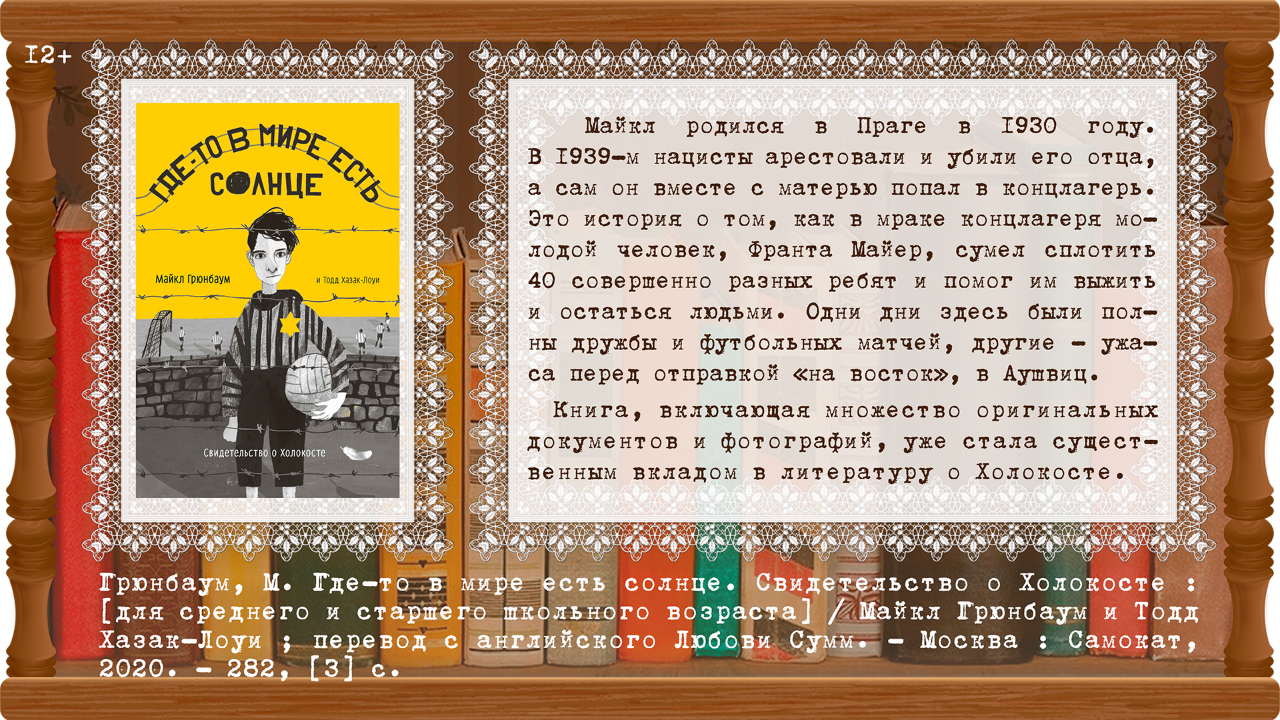 12+
ГДЕ-ТО В МИРЕ ЕСТЬ
СОЛНЦЕ
Майкл Грюнбаум
и Тодд Хазак-Лоуи
Свидетельство о Холокосте
Майкл родился в Праге в 1930 году.
В 1939-м нацисты арестовали и убили его отца,
а сам он вместе с матерью попал в концлагерь.
Это история о том, как в мраке концлагеря мо-
лодой человек, Франта Майер, сумел сплотить
40 совершенно разных ребят и помог им выжить
и остаться людьми. Одни дни здесь были пол-
ны дружбы и футбольных матчей, другие – ужа-
са перед отправкой «на восток», в Аушвиц.
Книга, включающая множество оригинальных
документов и фотографий, уже стала сущест-
венным вкладом в литературу о Холокосте.
Грюнбаум, М. Где-то в мире есть солнце. Свидетельство о Холокосте :
[для среднего и старшего школьного возраста] / Майкл Грюнбаум и Тодд
Хазак-Лоуи ; перевод с английского Любови Сумм. – Москва : Самокат,
2020. – 282, [3] с.